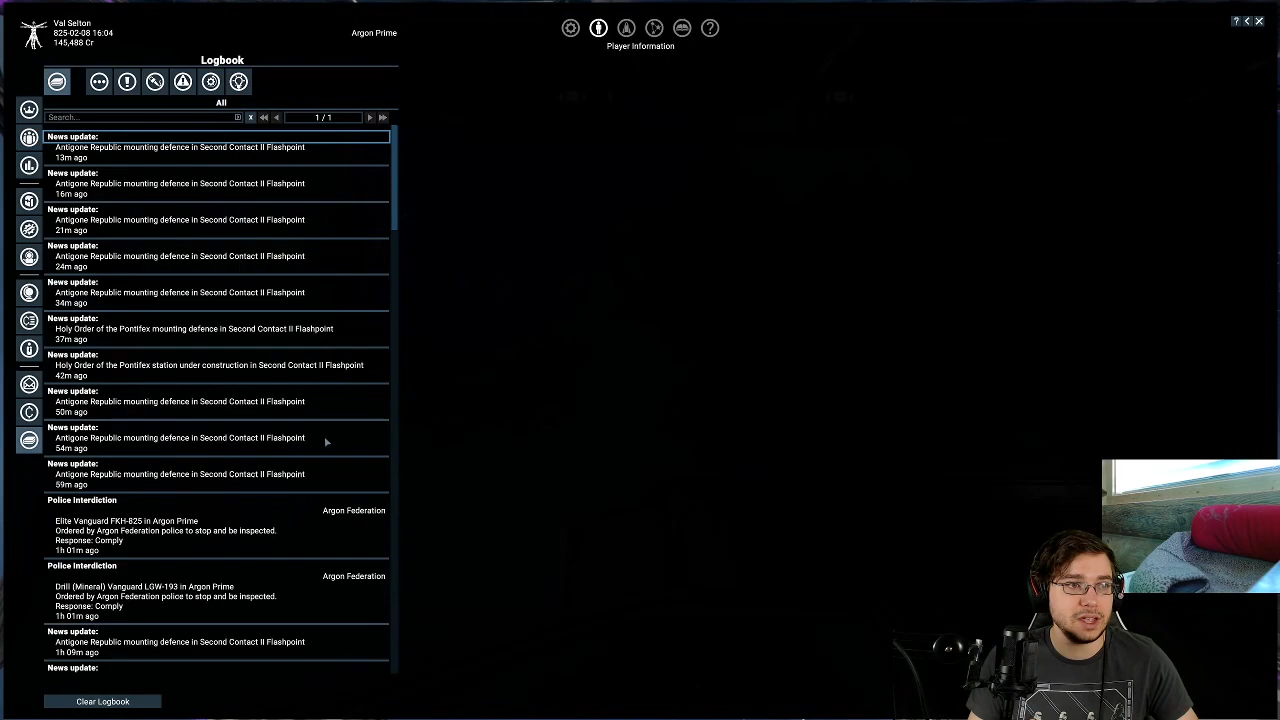 Val Selton
825-02-08 16:04
145,488 Cr
Argon Prime
Player Information
Logbook
All
Search...
X
1 / 1
News update:
Antigone Republic mounting defence in Second Contact II Flashpoint
13m ago
News update:
Antigone Republic mounting defence in Second Contact II Flashpoint
16m ago
News update:
Antigone Republic mounting defence in Second Contact II Flashpoint
21m ago
News update:
Antigone Republic mounting defence in Second Contact II Flashpoint
24m ago
News update:
Antigone Republic mounting defence in Second Contact II Flashpoint
34m ago
News update:
Holy Order of the Pontifex mounting defence in Second Contact II Flashpoint
37m ago
News update:
Holy Order of the Pontifex station under construction in Second Contact II Flashpoint
42m ago
News update:
Antigone Republic mounting defence in Second Contact II Flashpoint
50m ago
News update:
Antigone Republic mounting defence in Second Contact II Flashpoint
54m ago
News update:
Antigone Republic mounting defence in Second Contact II Flashpoint
59m ago
Police Interdiction
Argon Federation
Elite Vanguard FKH-825 in Argon Prime
Ordered by Argon Federation police to stop and be inspected.
Response: Comply
1h 01m ago
Police Interdiction
Argon Federation
Drill (Mineral) Vanguard LGW-193 in Argon Prime
Ordered by Argon Federation police to stop and be inspected.
Response: Comply
1h 01m ago
News update:
Antigone Republic mounting defence in Second Contact II Flashpoint
1h 09m ago
News update:
Clear Logbook